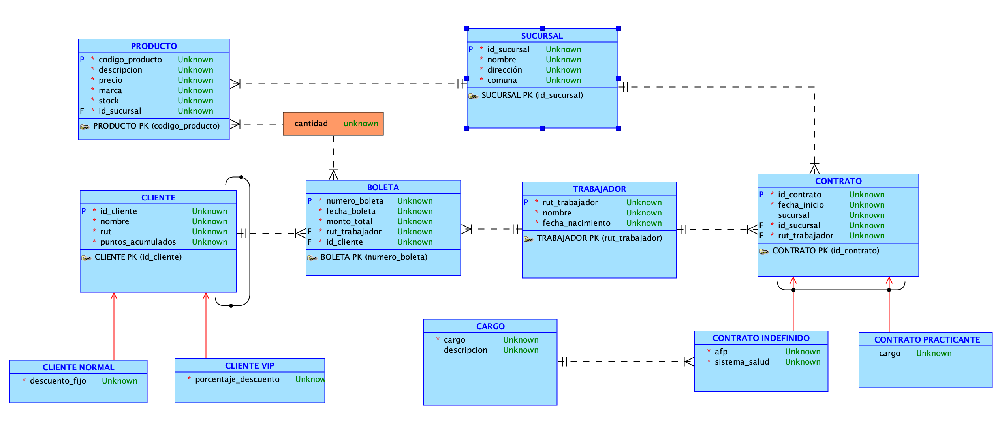 PRODUCTO
P * codigo_producto Unknown
* descripcion Unknown
* precio Unknown
* marca Unknown
* stock Unknown
F * id_sucursal Unknown
PRODUCTO PK (codigo_producto)
SUCURSAL
P * id_sucursal Unknown
* nombre Unknown
* dirección Unknown
* comuna Unknown
SUCURSAL PK (id_sucursal)
cantidad unknown
CLIENTE
P * id_cliente Unknown
* nombre Unknown
* rut Unknown
* puntos_acumulados Unknown
CLIENTE PK (id_cliente)
BOLETA
P * numero_boleta Unknown
* fecha_boleta Unknown
* monto_total Unknown
F * rut_trabajador Unknown
F * id_cliente Unknown
BOLETA PK (numero_boleta)
TRABAJADOR
P * rut_trabajador Unknown
* nombre Unknown
* fecha_nacimiento Unknown
TRABAJADOR PK (rut_trabajador)
CONTRATO
P * id_contrato Unknown
* fecha_inicio Unknown
sucursal Unknown
F * id_sucursal Unknown
F * rut_trabajador Unknown
CONTRATO PK (id_contrato)
CLIENTE NORMAL
* descuento_fijo Unknown
CLIENTE VIP
* porcentaje_descuento Unknow
CARGO
* cargo Unknown
descripcion Unknown
CONTRATO INDEFINIDO
* afp Unknown
* sistema_salud Unknown
CONTRATO PRACTICANTE
cargo Unknown